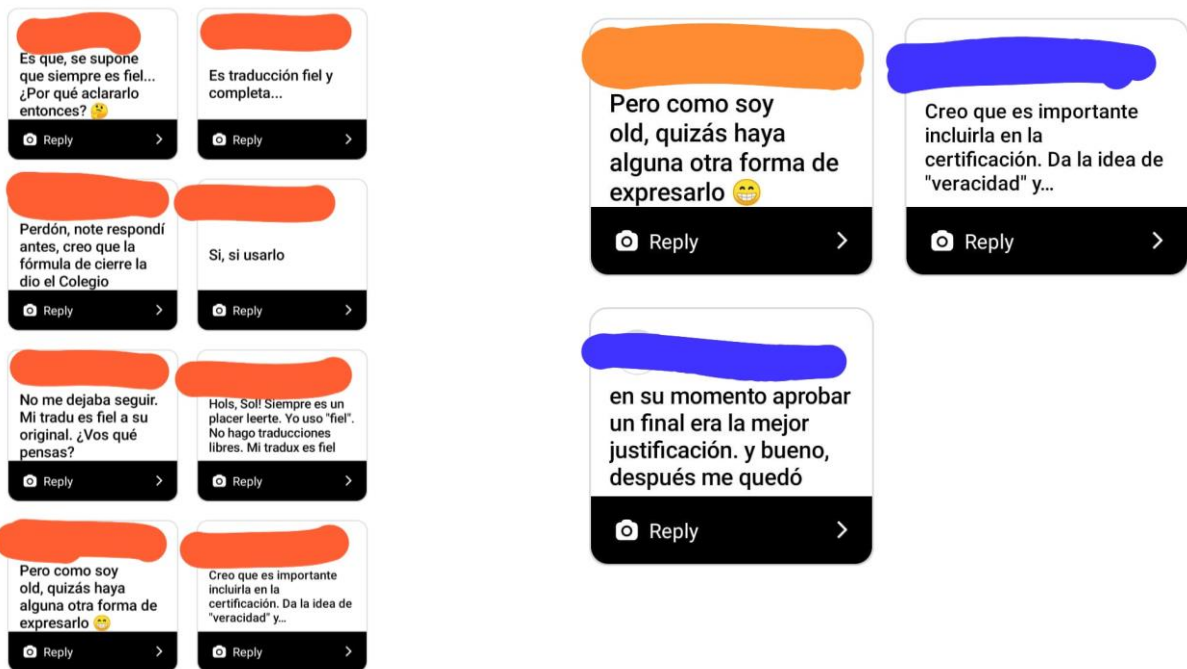 Es que, se supone
que siempre es fiel...
¿Por qué aclararlo
entonces? 🤔
Reply
Es traducción fiel y
completa...
Reply
Perdón, note respondí
antes, creo que la
fórmula de cierre la
dio el Colegio
Reply
Si, si usarlo
Reply
No me dejaba seguir.
Mi tradu es fiel a su
original. ¿Vos qué
pensas?
Reply
Hols, Sol! Siempre es un
placer leerte. Yo uso "fiel".
No hago traducciones
libres. Mi tradux es fiel
Reply
Pero como soy
old, quizás haya
alguna otra forma de
expresarlo 😁
Reply
Creo que es importante
incluirla en la
certificación. Da la idea de
"veracidad" y...
Reply
Pero como soy
old, quizás haya
alguna otra forma de
expresarlo 😁
Reply
Creo que es importante
incluirla en la
certificación. Da la idea de
"veracidad" y...
Reply
en su momento aprobar
un final era la mejor
justificación. y bueno,
después me quedó
Reply